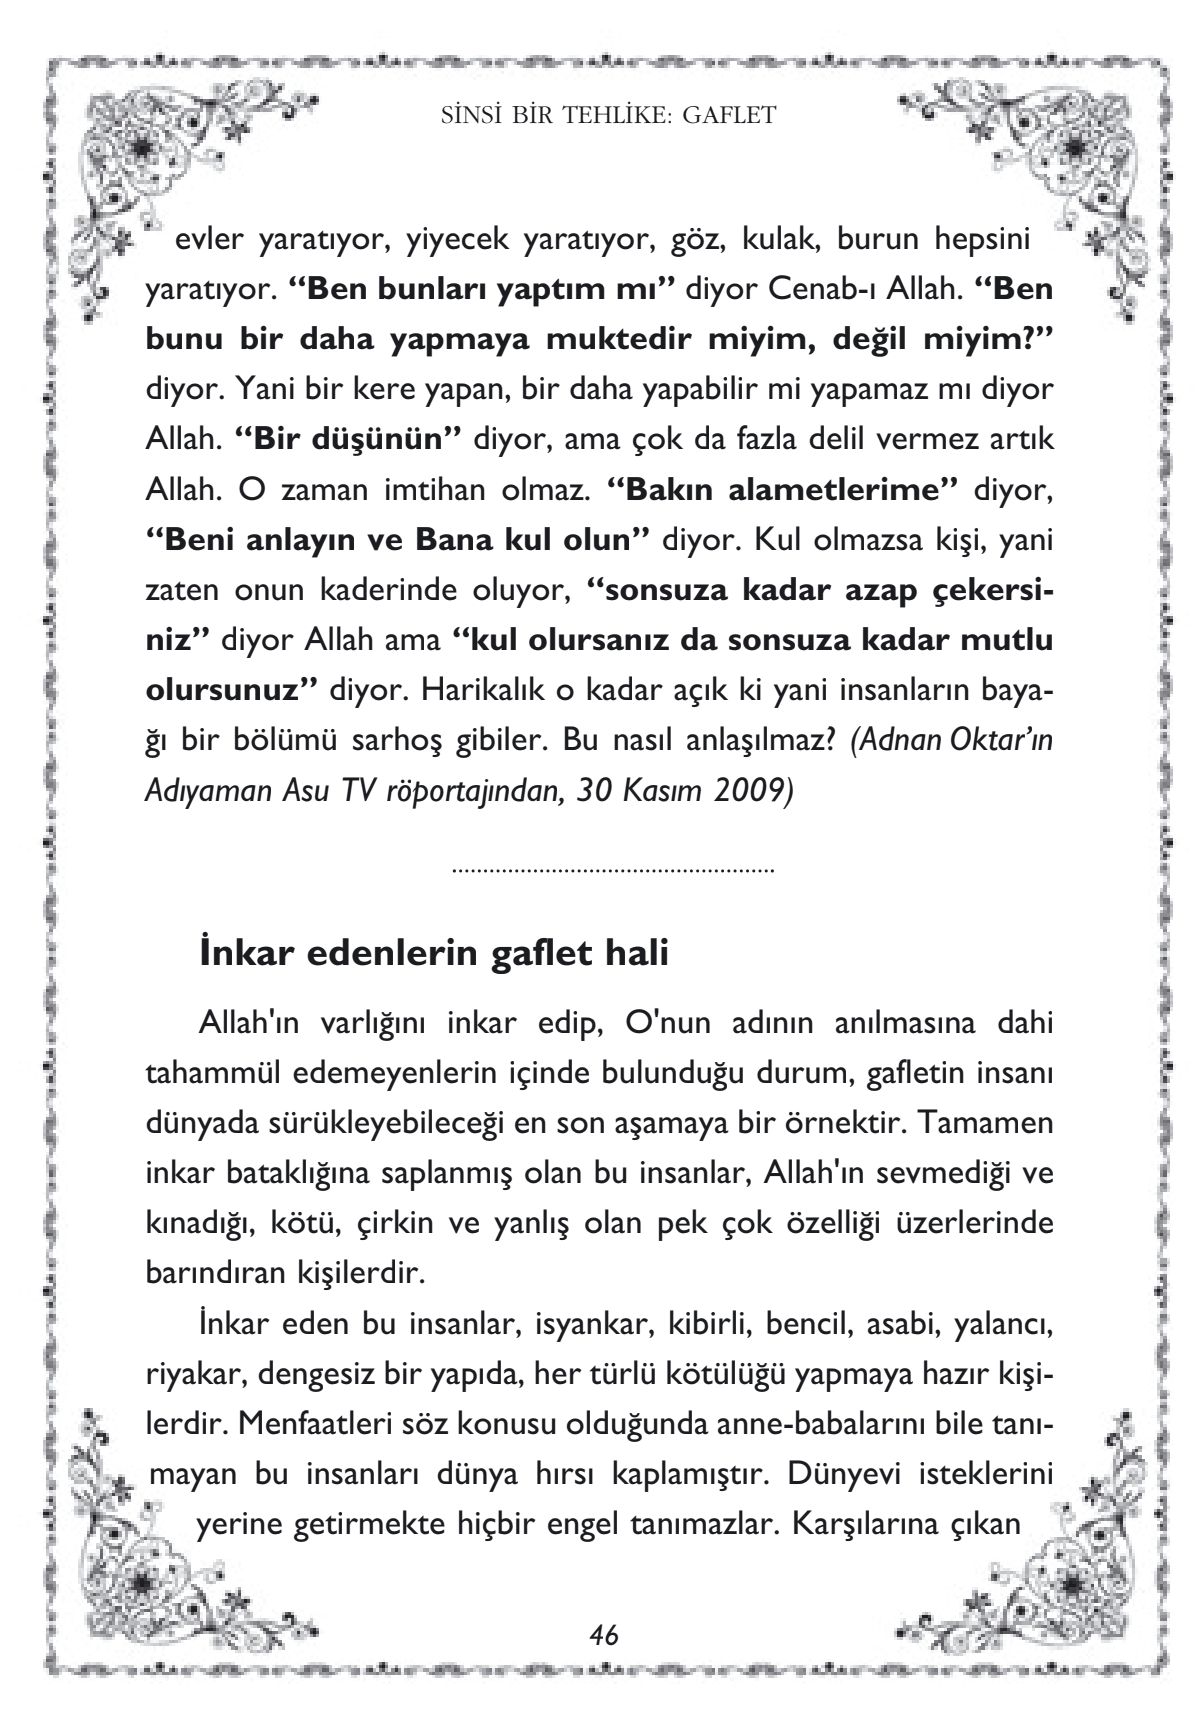 SİNSİ BİR TEHLİKE: GAFLET
evler yaratıyor, yiyecek yaratıyor, göz, kulak, burun hepsini
yaratıyor. “Ben bunları yaptım mı” diyor Cenab-ı Allah. “Ben
bunu bir daha yapmaya muktedir miyim, değil miyim?”
diyor. Yani bir kere yapan, bir daha yapabilir mi yapamaz mı diyor
Allah. “Bir düşünün” diyor, ama çok da fazla delil vermez artık
Allah. O zaman imtihan olmaz. “Bakın alametlerime” diyor,
“Beni anlayın ve Bana kul olun” diyor. Kul olmazsa kişi, yani
zaten onun kaderinde oluyor, “sonsuza kadar azap çekersi-
niz” diyor Allah ama “kul olursanız da sonsuza kadar mutlu
olursunuz” diyor. Harikalık o kadar açık ki yani insanların baya-
ğı bir bölümü sarhoş gibiler. Bu nasıl anlaşılmaz? (Adnan Oktar’ın
Adıyaman Asu TV röportajından, 30 Kasım 2009)
....................................................
İnkar edenlerin gaflet hali
Allah'ın varlığını inkar edip, O'nun adının anılmasına dahi
tahammül edemeyenlerin içinde bulunduğu durum, gafletin insanı
dünyada sürükleyebileceği en son aşamaya bir örnektir. Tamamen
inkar bataklığına saplanmış olan bu insanlar, Allah'ın sevmediği ve
kınadığı, kötü, çirkin ve yanlış olan pek çok özelliği üzerlerinde
barındıran kişilerdir.
İnkar eden bu insanlar, isyankar, kibirli, bencil, asabi, yalancı,
riyakar, dengesiz bir yapıda, her türlü kötülüğü yapmaya hazır kişi-
lerdir. Menfaatleri söz konusu olduğunda anne-babalarını bile tanı-
mayan bu insanları dünya hırsı kaplamıştır. Dünyevi isteklerini
yerine getirmekte hiçbir engel tanımazlar. Karşılarına çıkan
46